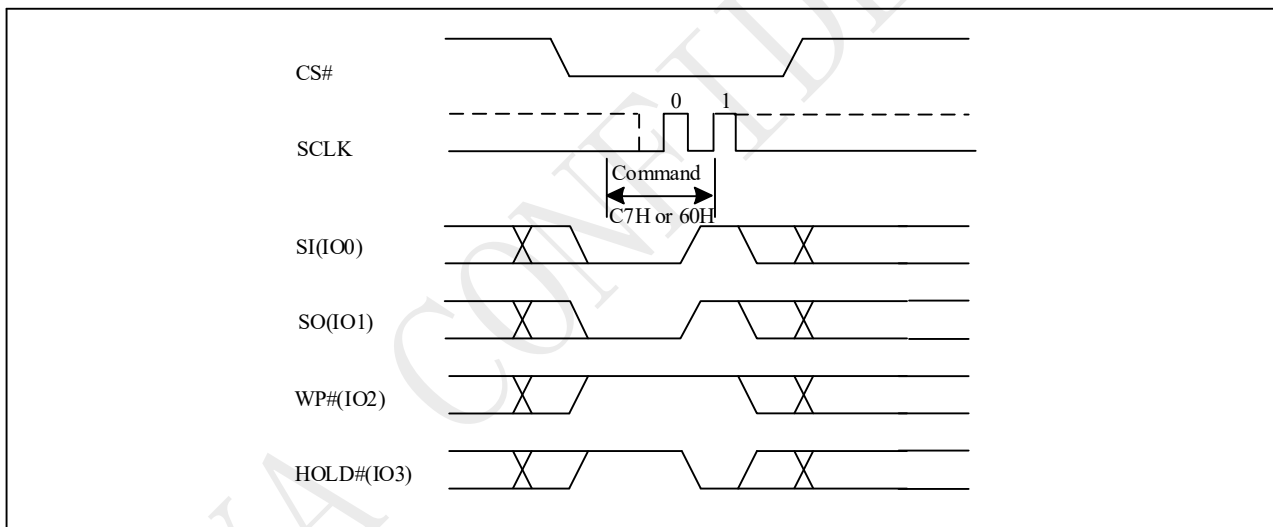 CS#
0 1
SCLK
Command
C7H or 60H
SI(IO0)
SO(IO1)
WP#(IO2)
HOLD#(IO3)